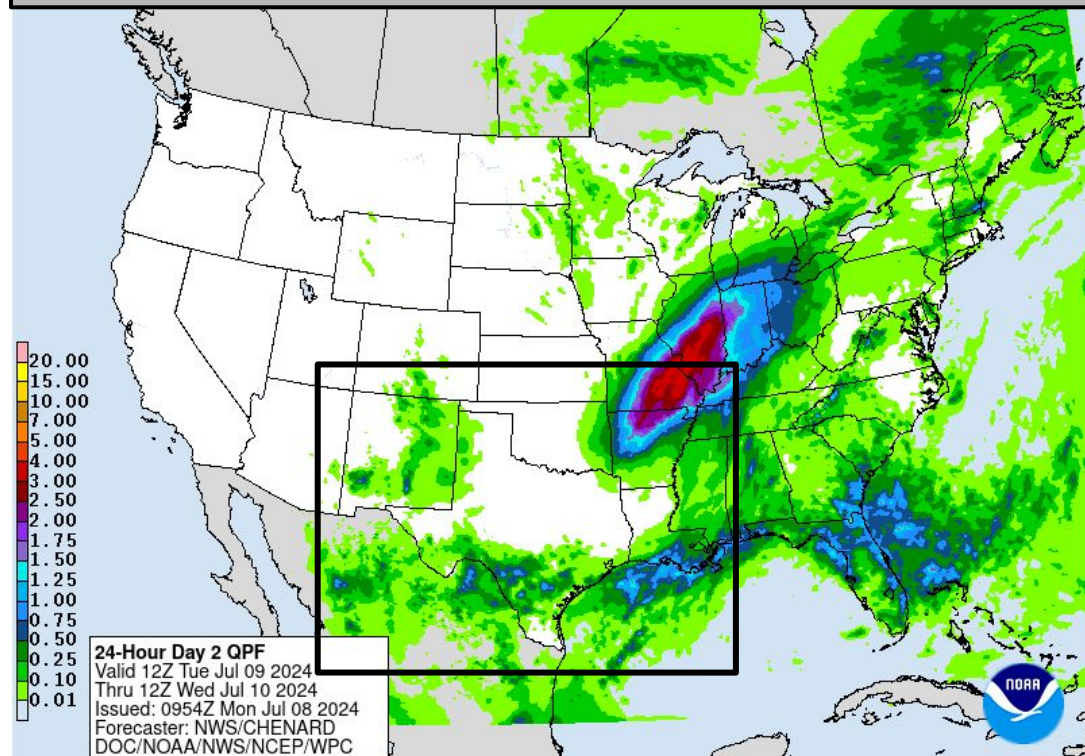 20.00
15.00
10.00
7.00
5.00
4.00
3.00
2.50
2.00
1.75
1.50
1.25
1.00
0.75
0.50
0.25
0.10
0.01
24-Hour Day 2 QPF
Valid 12Z Tue Jul 09 2024
Thru 12Z Wed Jul 10 2024
Issued: 0954Z Mon Jul 08 2024
Forecaster: NWS/CHENARD
DOC/NOAA/NWS/NCEP/WPC
NOAA